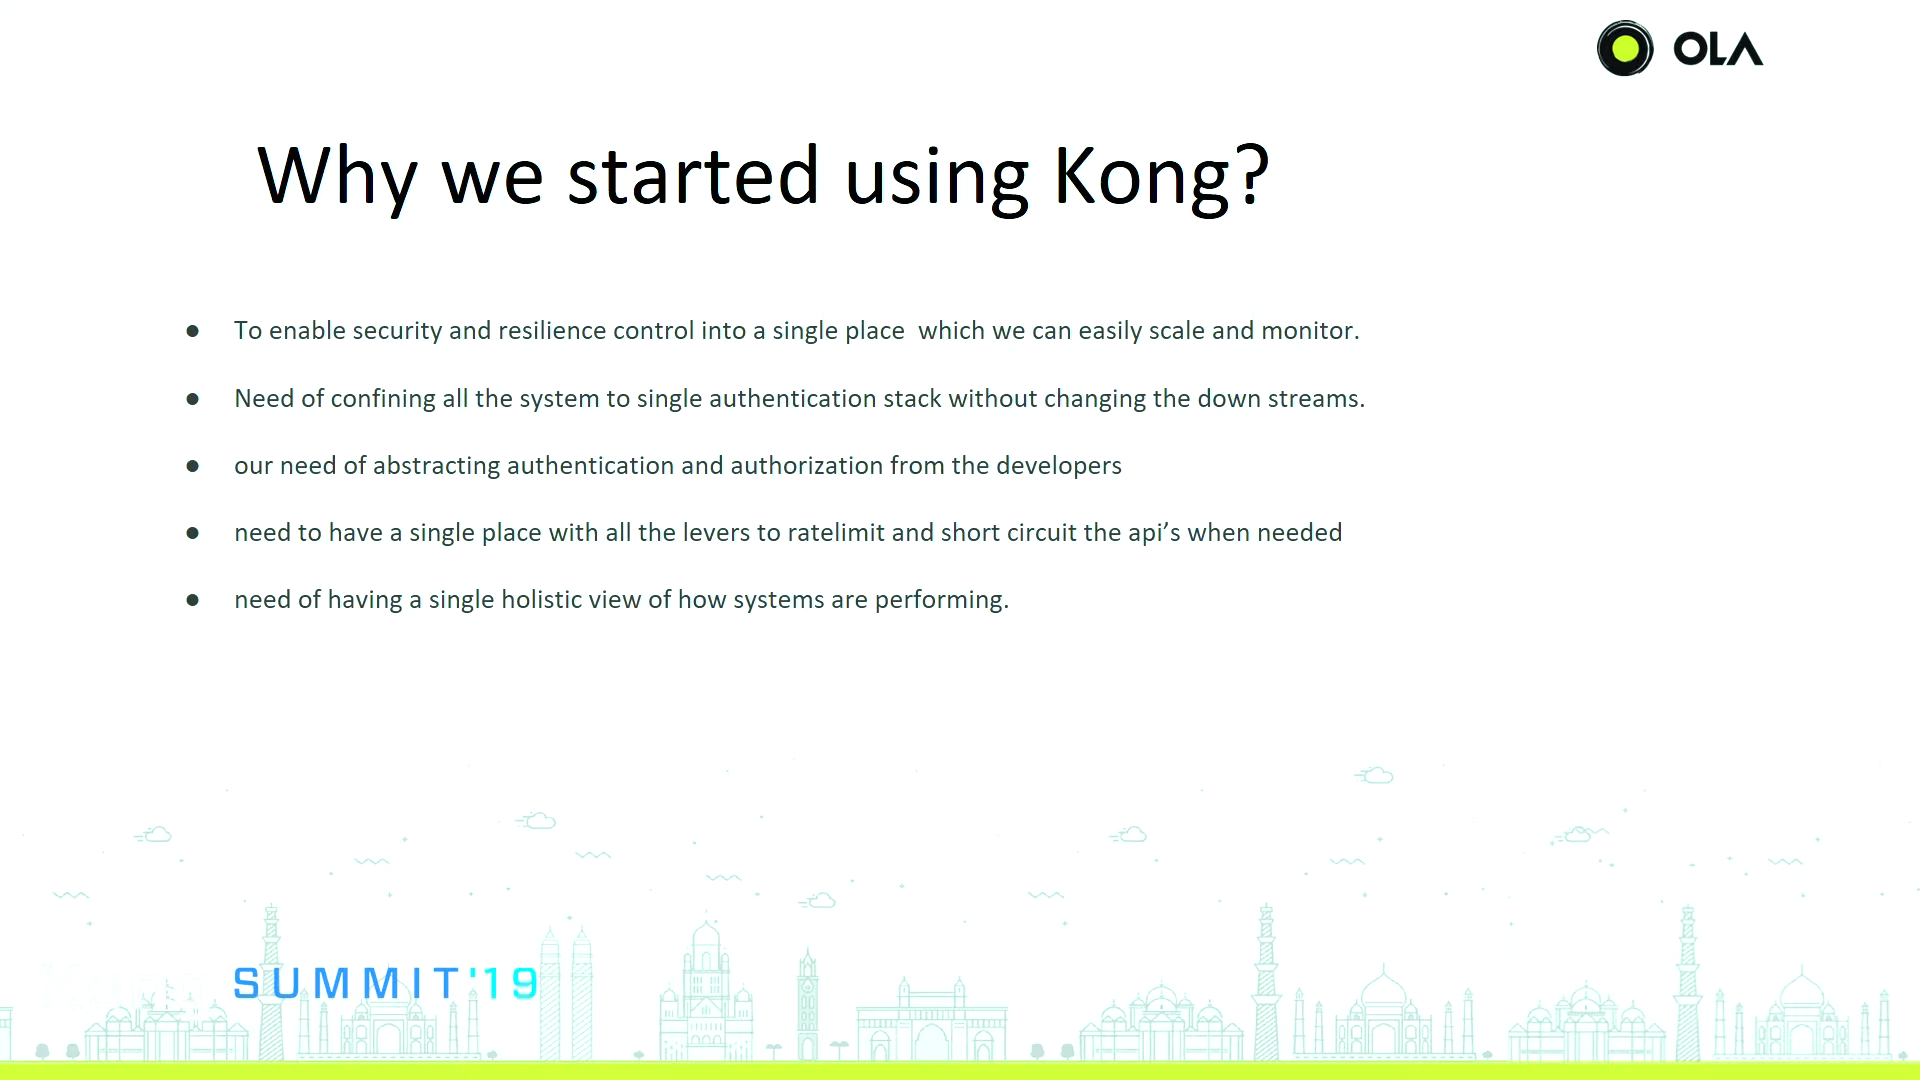 OLA
Why we started using Kong?
● To enable security and resilience control into a single place  which we can easily scale and monitor.
● Need of confining all the system to single authentication stack without changing the down streams.
● our need of abstracting authentication and authorization from the developers
● need to have a single place with all the levers to ratelimit and short circuit the api’s when needed
● need of having a single holistic view of how systems are performing.
SUMMIT'19